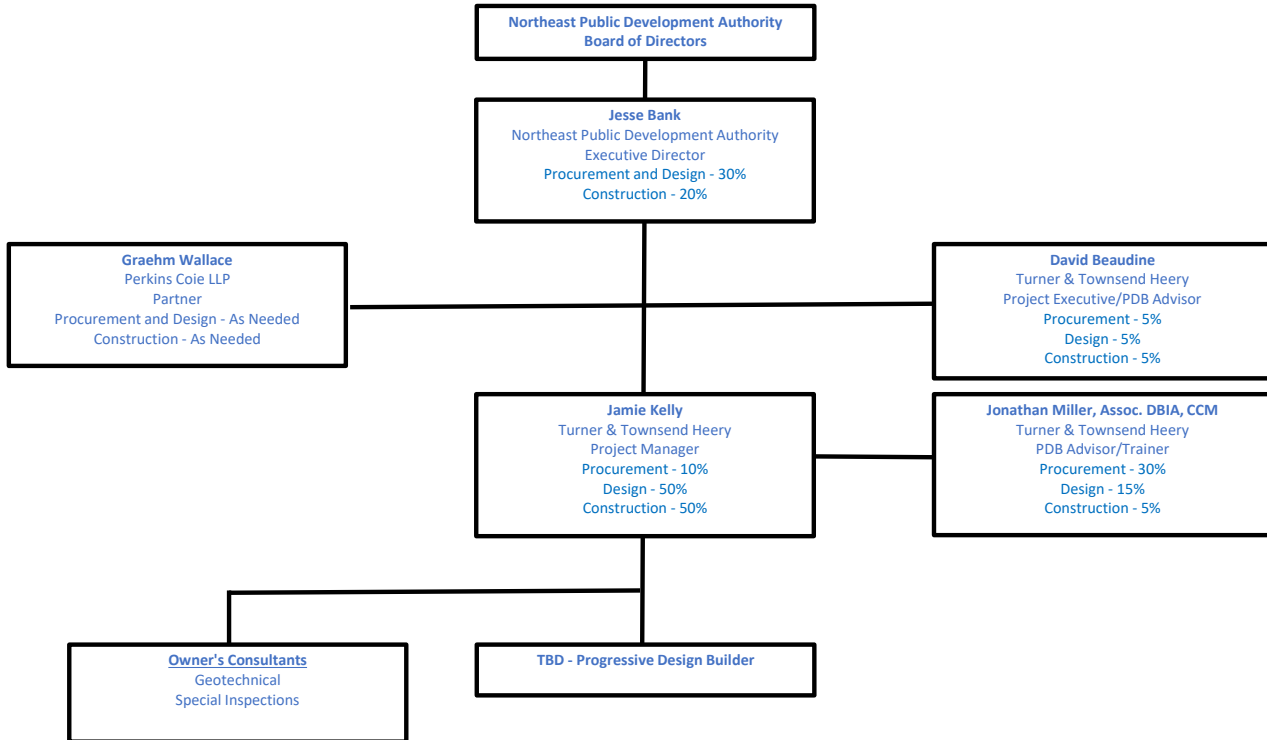 Northeast Public Development Authority
Board of Directors
Jesse Bank
Northeast Public Development Authority
Executive Director
Procurement and Design - 30%
Construction - 20%
Graehm Wallace
Perkins Coie LLP
Partner
Procurement and Design - As Needed
Construction - As Needed
David Beaudine
Turner & Townsend Heery
Project Executive/PDB Advisor
Procurement - 5%
Design - 5%
Construction - 5%
Jamie Kelly
Turner & Townsend Heery
Project Manager
Procurement - 10%
Design - 50%
Construction - 50%
Jonathan Miller, Assoc. DBIA, CCM
Turner & Townsend Heery
PDB Advisor/Trainer
Procurement - 30%
Design - 15%
Construction - 5%
Owner's Consultants
Geotechnical
Special Inspections
TBD - Progressive Design Builder